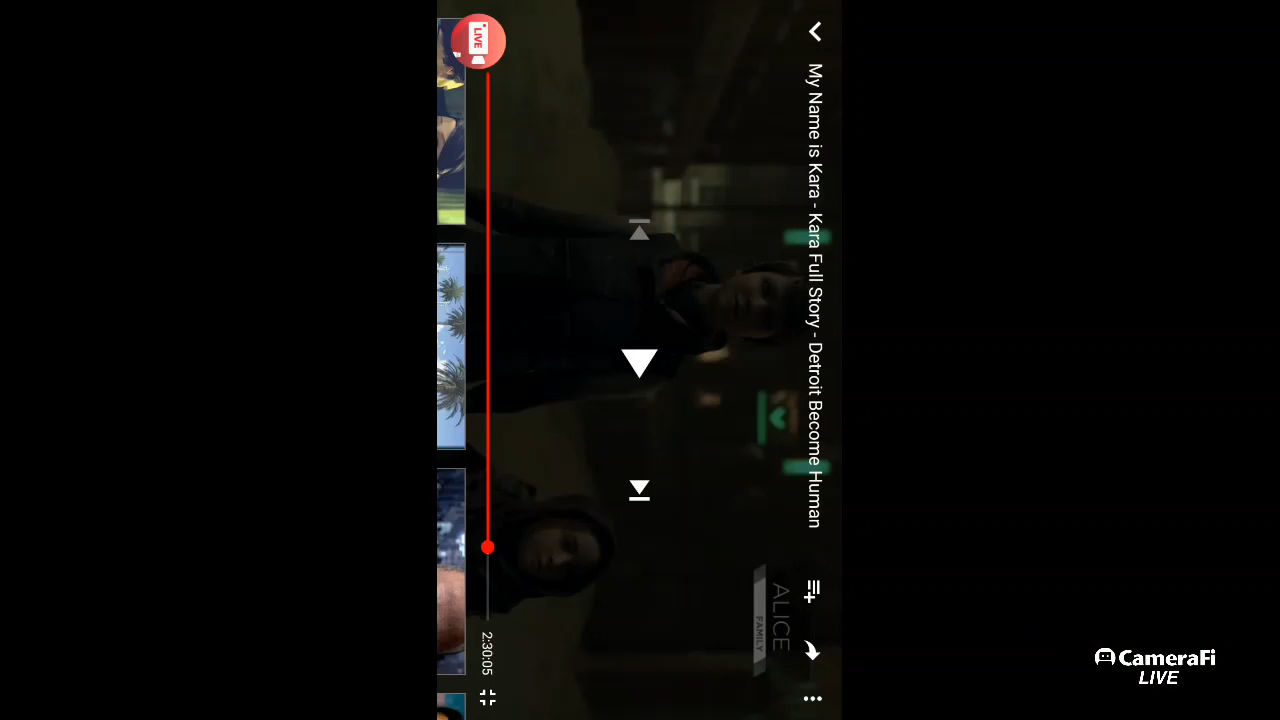 My Name is Kara - Kara Full Story - Detroit Become Human
LIVE
ALICE
FAMILY
2:30:05
CameraFi
LIVE